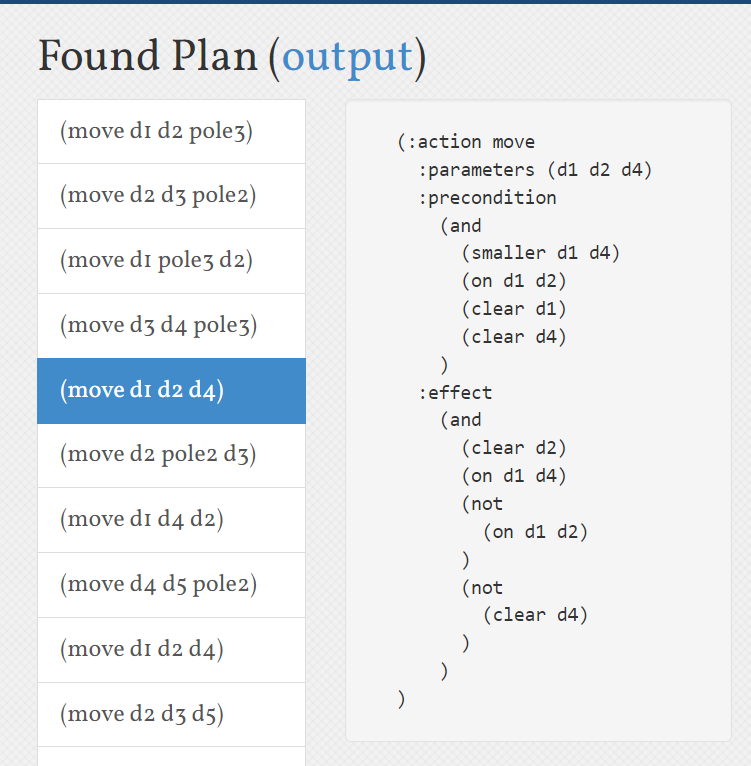 Found Plan (output)
(move d1 d2 pole3)
(move d2 d3 pole2)
(move d1 pole3 d2)
(move d3 d4 pole3)
(move d1 d2 d4)
(move d2 pole2 d3)
(move d1 d4 d2)
(move d4 d5 pole2)
(move d1 d2 d4)
(move d2 d3 d5)
(:action move
  :parameters (d1 d2 d4)
  :precondition
    (and
      (smaller d1 d4)
      (on d1 d2)
      (clear d1)
      (clear d4)
    )
  :effect
    (and
      (clear d2)
      (on d1 d4)
      (not
        (on d1 d2)
      )
      (not
        (clear d4)
      )
    )
)